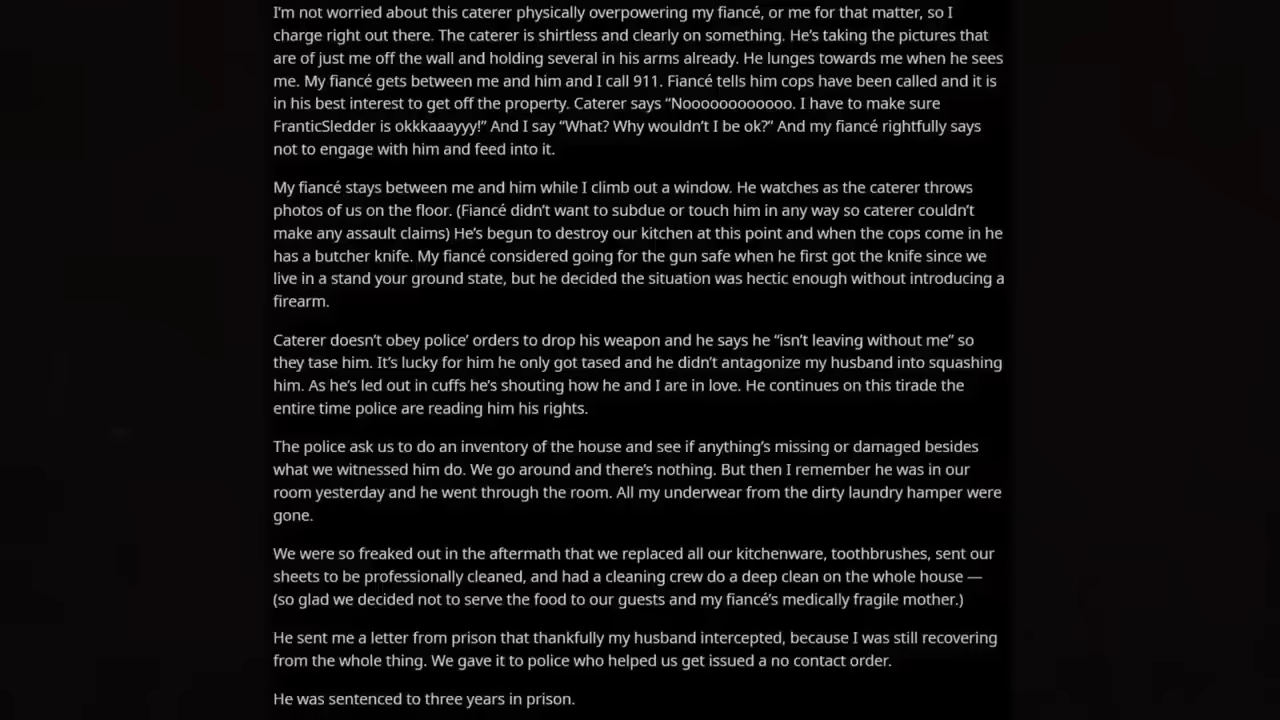 I'm not worried about this caterer physically overpowering my fiancé, or me for that matter, so I
charge right out there. The caterer is shirtless and clearly on something. He's taking the pictures that
are of just me off the wall and holding several in his arms already. He lunges towards me when he sees
me. My fiancé gets between me and him and I call 911. Fiancé tells him cops have been called and it is
in his best interest to get off the property. Caterer says “Noooooooooooo. I have to make sure
FranticSledder is okkkaaayyy!” And I say “What? Why wouldn't I be ok?” And my fiancé rightfully says
not to engage with him and feed into it.
My fiancé stays between me and him while I climb out a window. He watches as the caterer throws
photos of us on the floor. (Fiancé didn't want to subdue or touch him in any way so caterer couldn't
make any assault claims) He's begun to destroy our kitchen at this point and when the cops come in he
has a butcher knife. My fiancé considered going for the gun safe when he first got the knife since we
live in a stand your ground state, but he decided the situation was hectic enough without introducing a
firearm.
Caterer doesn't obey police' orders to drop his weapon and he says he “isn't leaving without me” so
they tase him. It's lucky for him he only got tased and he didn't antagonize my husband into squashing
him. As he's led out in cuffs he's shouting how he and I are in love. He continues on this tirade the
entire time police are reading him his rights.
The police ask us to do an inventory of the house and see if anything's missing or damaged besides
what we witnessed him do. We go around and there's nothing. But then I remember he was in our
room yesterday and he went through the room. All my underwear from the dirty laundry hamper were
gone.
We were so freaked out in the aftermath that we replaced all our kitchenware, toothbrushes, sent our
sheets to be professionally cleaned, and had a cleaning crew do a deep clean on the whole house —
(so glad we decided not to serve the food to our guests and my fiancé's medically fragile mother.)
He sent me a letter from prison that thankfully my husband intercepted, because I was still recovering
from the whole thing. We gave it to police who helped us get issued a no contact order.
He was sentenced to three years in prison.